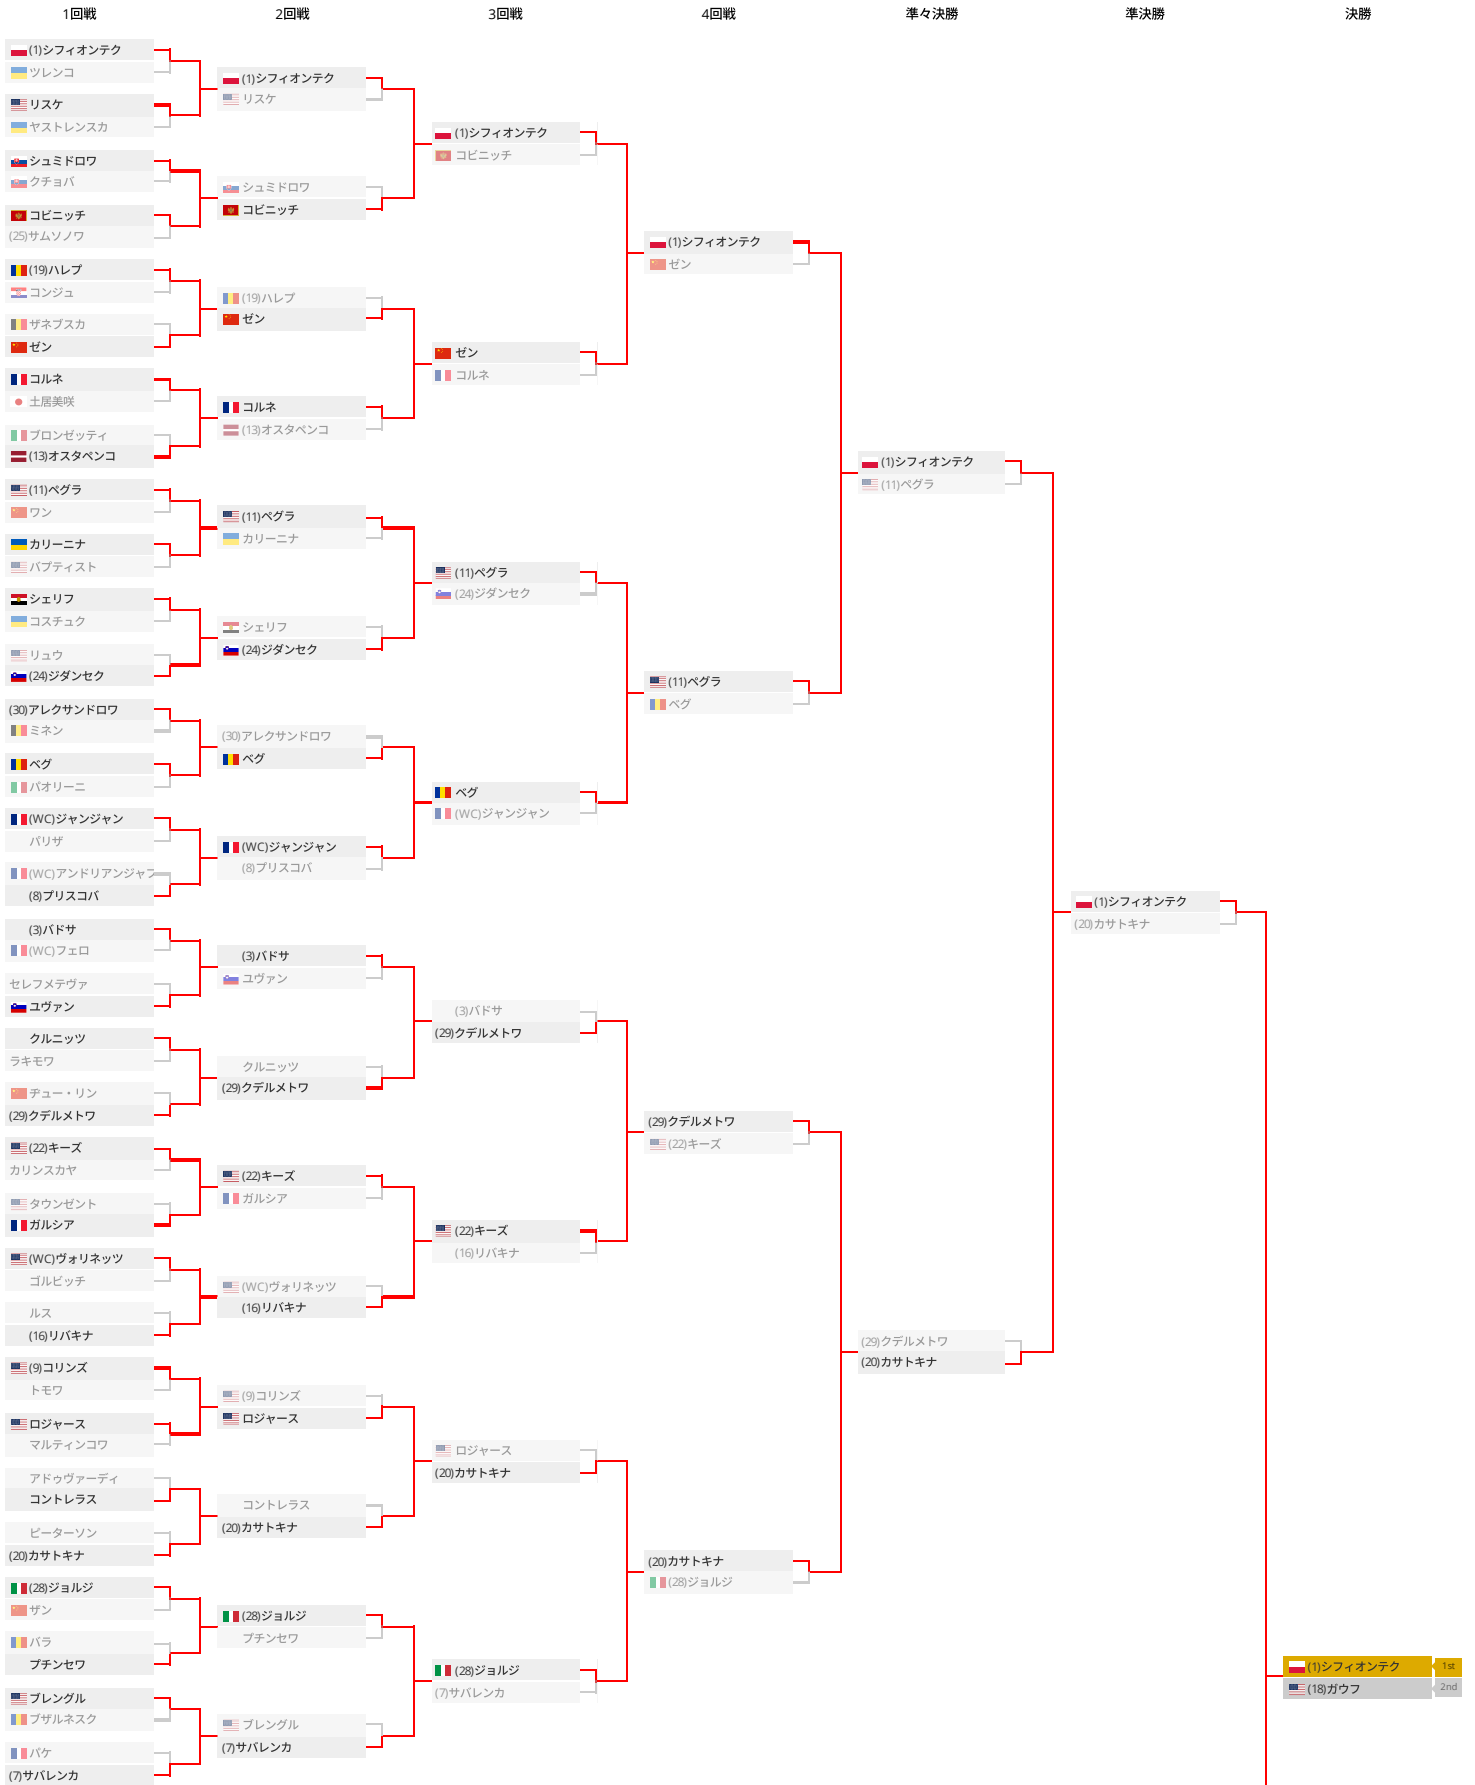 1回戦
2回戦
3回戦
4回戦
準々決勝
準決勝
決勝
(1)シフィオンテク
ツレンコ
リスケ
ヤストレンスカ
シュミドロワ
クチョバ
コビニッチ
(25)サムソノワ
(19)ハレプ
コンジュ
ザネブスカ
ゼン
コルネ
土居美咲
ブロンゼッティ
(13)オスタペンコ
(11)ペグラ
ワン
カリーニナ
バプティスト
シェリフ
コスチュク
リュウ
(24)ジダンセク
(30)アレクサンドロワ
ミネン
ベグ
パオリーニ
(WC)ジャンジャン
パリザ
(WC)アンドリアンジャフ
(8)プリスコバ
(3)バドサ
(WC)フェロ
セレフメテヴァ
ユヴァン
クルニッツ
ラキモワ
ヂュー・リン
(29)クデルメトワ
(22)キーズ
カリンスカヤ
タウンゼント
ガルシア
(WC)ヴォリネッツ
ゴルビッチ
ルス
(16)リバキナ
(9)コリンズ
トモワ
ロジャース
マルティンコワ
アドゥヴァーディ
コントレラス
ピーターソン
(20)カサトキナ
(28)ジョルジ
ザン
バラ
プチンセワ
ブレングル
ブザルネスク
パケ
(7)サバレンカ
(1)シフィオンテク
リスケ
シュミドロワ
コビニッチ
(19)ハレプ
ゼン
コルネ
(13)オスタペンコ
(11)ペグラ
カリーニナ
シェリフ
(24)ジダンセク
(30)アレクサンドロワ
ベグ
(WC)ジャンジャン
(8)プリスコバ
(3)バドサ
ユヴァン
クルニッツ
(29)クデルメトワ
(22)キーズ
ガルシア
(WC)ヴォリネッツ
(16)リバキナ
(9)コリンズ
ロジャース
コントレラス
(20)カサトキナ
(28)ジョルジ
プチンセワ
ブレングル
(7)サバレンカ
(1)シフィオンテク
コビニッチ
ゼン
コルネ
(11)ペグラ
(24)ジダンセク
ベグ
(WC)ジャンジャン
(3)バドサ
(29)クデルメトワ
(22)キーズ
(16)リバキナ
ロジャース
(20)カサトキナ
(28)ジョルジ
(7)サバレンカ
(1)シフィオンテク
ゼン
(11)ペグラ
ベグ
(29)クデルメトワ
(22)キーズ
(20)カサトキナ
(28)ジョルジ
(1)シフィオンテク
(11)ペグラ
(29)クデルメトワ
(20)カサトキナ
(1)シフィオンテク
(20)カサトキナ
(1)シフィオンテク
1st
(18)ガウフ
2nd